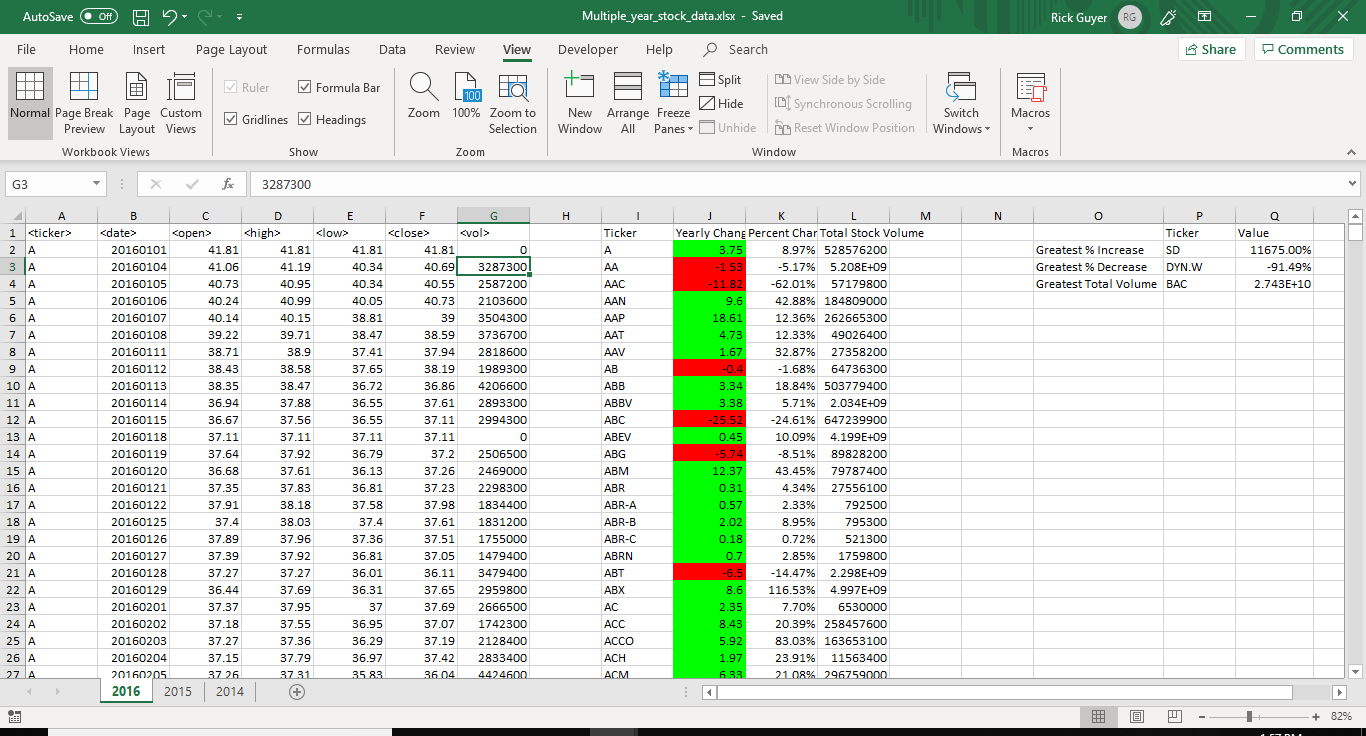 AutoSave Off Multiple_year_stock_data.xlsx - Saved Rick Guyer RG
File Home Insert Page Layout Formulas Data Review View Developer Help Search Share Comments
Normal Page Break Preview Page Layout Custom Views
Workbook Views
Ruler Formula Bar
Gridlines Headings
Show
Zoom 100% Zoom to Selection
Zoom
New Window Arrange All Freeze Panes
Split View Side by Side
Hide Synchronous Scrolling
Unhide Reset Window Position
Window
Switch Windows
Macros
Macros
G3 fx 3287300
A B C D E F G H I J K L M N O P Q
1 <ticker> <date> <open> <high> <low> <close> <vol> Ticker Yearly Chang Percent Char Total Stock Volume Ticker Value
2 A 20160101 41.81 41.81 41.81 41.81 0 A 3.75 8.97% 528576200 Greatest % Increase SD 11675.00%
3 A 20160104 41.06 41.19 40.34 40.69 3287300 AA -1.53 -5.17% 5.208E+09 Greatest % Decrease DYN.W -91.49%
4 A 20160105 40.73 40.95 40.34 40.55 2587200 AAC -11.82 -62.01% 57179800 Greatest Total Volume BAC 2.743E+10
5 A 20160106 40.24 40.99 40.05 40.73 2103600 AAN 9.6 42.88% 184809000
6 A 20160107 40.14 40.15 38.81 39 3504300 AAP 18.61 12.36% 262665300
7 A 20160108 39.22 39.71 38.47 38.59 3736700 AAT 4.73 12.33% 49026400
8 A 20160111 38.71 38.9 37.41 37.94 2818600 AAV 1.67 32.87% 27358200
9 A 20160112 38.43 38.58 37.65 38.19 1989300 AB -0.4 -1.68% 64736300
10 A 20160113 38.35 38.47 36.72 36.86 4206600 ABB 3.34 18.84% 503779400
11 A 20160114 36.94 37.88 36.55 37.61 2893300 ABBV 3.38 5.71% 2.034E+09
12 A 20160115 36.67 37.56 36.55 37.11 2994300 ABC -25.52 -24.61% 647239900
13 A 20160118 37.11 37.11 37.11 37.11 0 ABEV 0.45 10.09% 4.199E+09
14 A 20160119 37.64 37.92 36.79 37.2 2506500 ABG -5.74 -8.51% 89828200
15 A 20160120 36.68 37.61 36.13 37.26 2469000 ABM 12.37 43.45% 79787400
16 A 20160121 37.35 37.83 36.81 37.23 2298300 ABR 0.31 4.34% 27556100
17 A 20160122 37.91 38.18 37.58 37.98 1834400 ABR-A 0.57 2.33% 792500
18 A 20160125 37.4 38.03 37.4 37.61 1831200 ABR-B 2.02 8.95% 795300
19 A 20160126 37.89 37.96 37.36 37.51 1755000 ABR-C 0.18 0.72% 521300
20 A 20160127 37.39 37.92 36.81 37.05 1479400 ABRN 0.7 2.85% 1759800
21 A 20160128 37.27 37.27 36.01 36.11 3479400 ABT -6.5 -14.47% 2.298E+09
22 A 20160129 36.44 37.69 36.31 37.65 2959800 ABX 8.6 116.53% 4.997E+09
23 A 20160201 37.37 37.95 37 37.69 2666500 AC 2.35 7.70% 6530000
24 A 20160202 37.18 37.55 36.95 37.07 1742300 ACC 8.43 20.39% 258457600
25 A 20160203 37.27 37.36 36.29 37.19 2128400 ACCO 5.92 83.03% 163653100
26 A 20160204 37.15 37.79 36.97 37.42 2833400 ACH 1.97 23.91% 11563400
27 A 20160205 37.26 37.31 35.83 36.04 4424600 ACM 6.33 21.08% 296759000
2016 2015 2014
82%